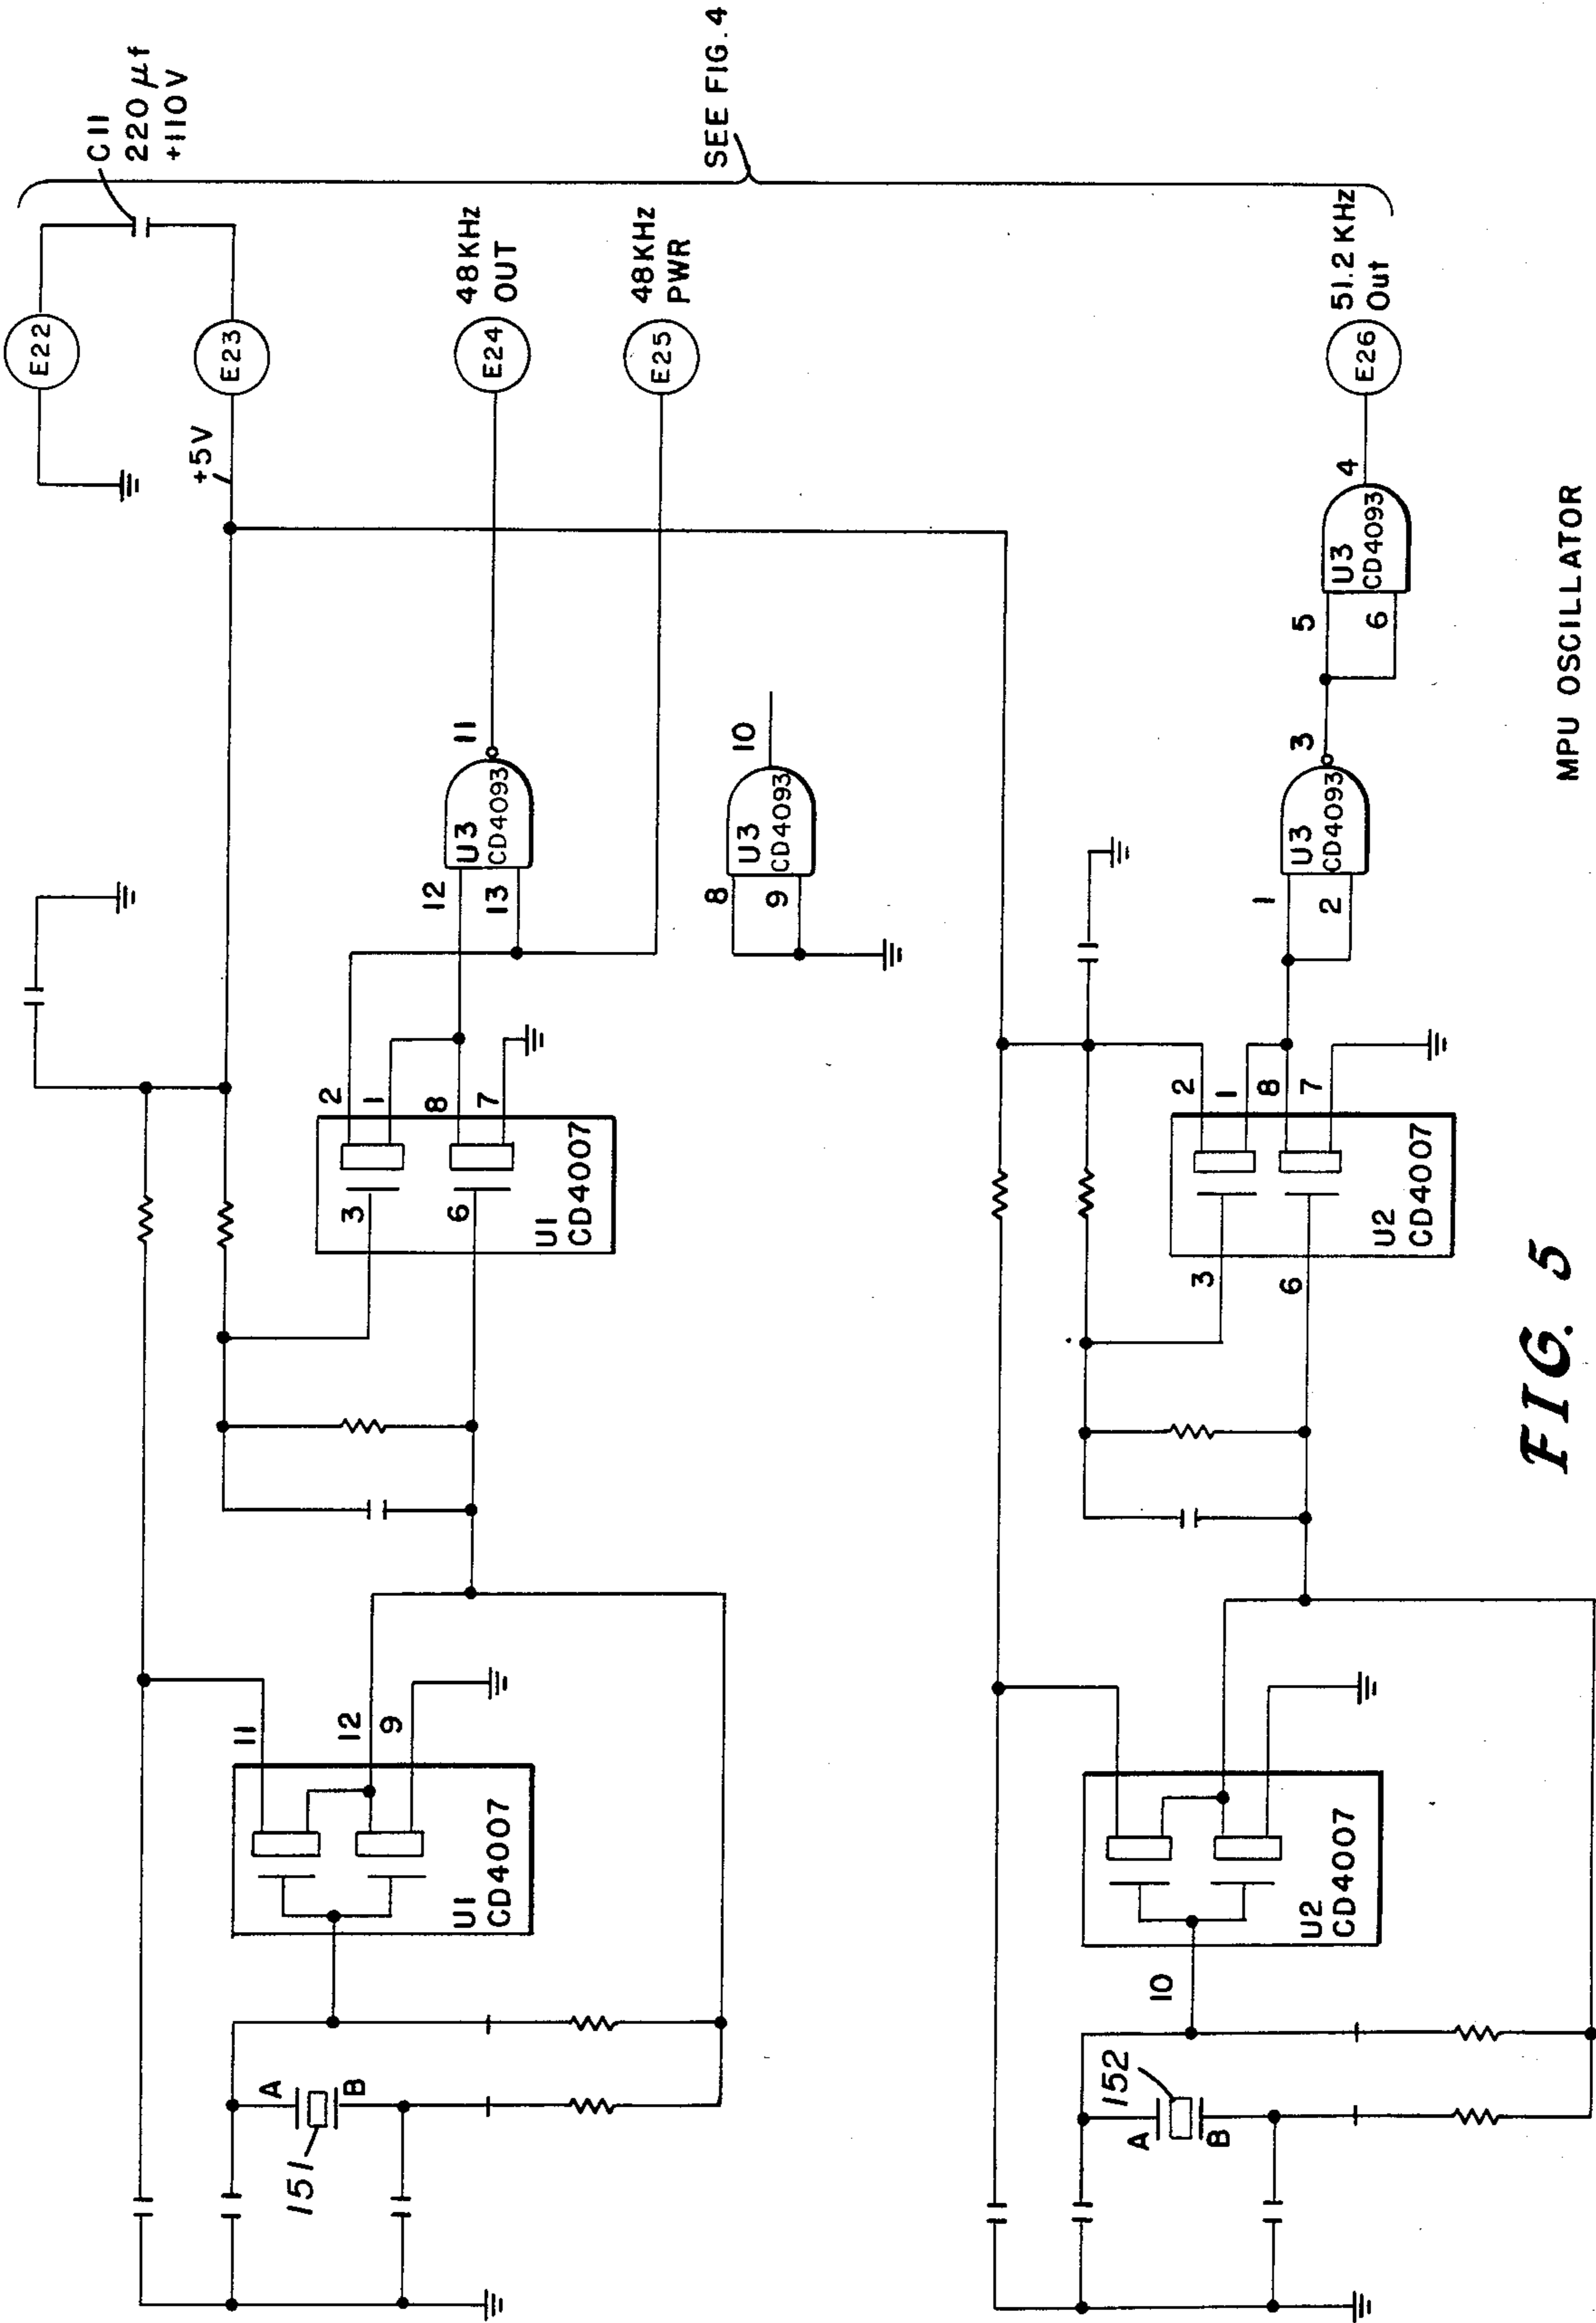 C11
220 µf
+110V
E22
E23
+5V
SEE FIG. 4
48KHz
OUT
E24
48KHz
PWR
E25
11
12
13
U3
CD4093
10
8
9
U3
CD4093
2
1
8
7
3
6
U1
CD4007
11
12
9
U1
CD4007
A
B
151
51.2 KHz
Out
E26
4
U3
CD4093
5
6
3
U3
CD4093
1
2
2
1
8
7
3
6
U2
CD4007
U2
CD4007
10
A
B
152
MPU OSCILLATOR
FIG. 5